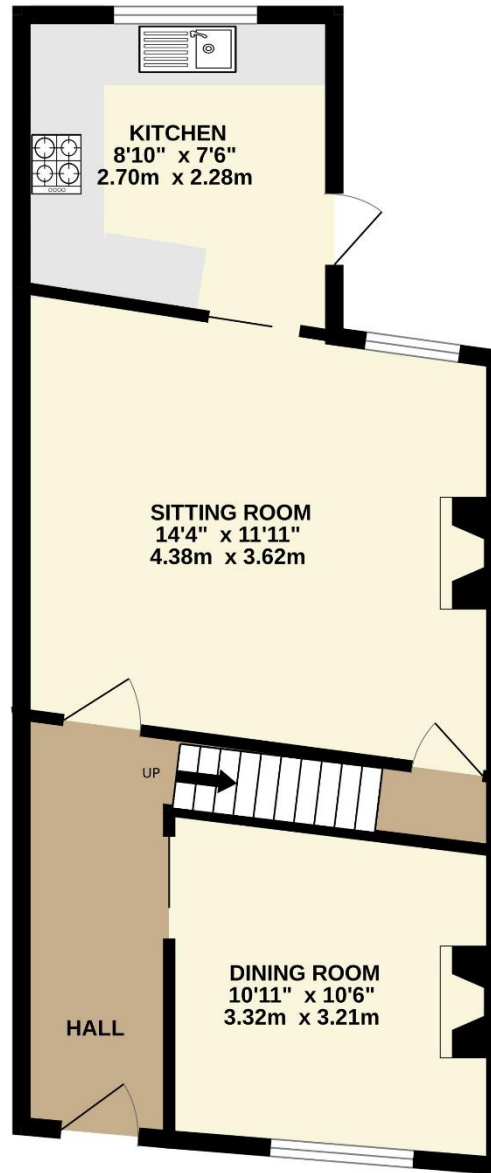 KITCHEN
8'10" x 7'6"
2.70m x 2.28m
SITTING ROOM
14'4" x 11'11"
4.38m x 3.62m
UP
DINING ROOM
10'11" x 10'6"
3.32m x 3.21m
HALL